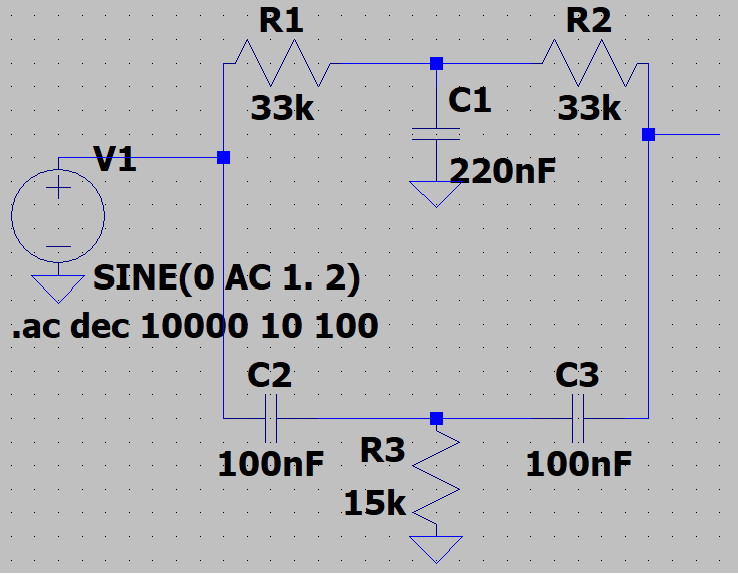 R1
R2
33k
C1
33k
V1
220nF
SINE(0 AC 1. 2)
.ac dec 10000 10 100
C2
C3
R3
100nF
100nF
15k